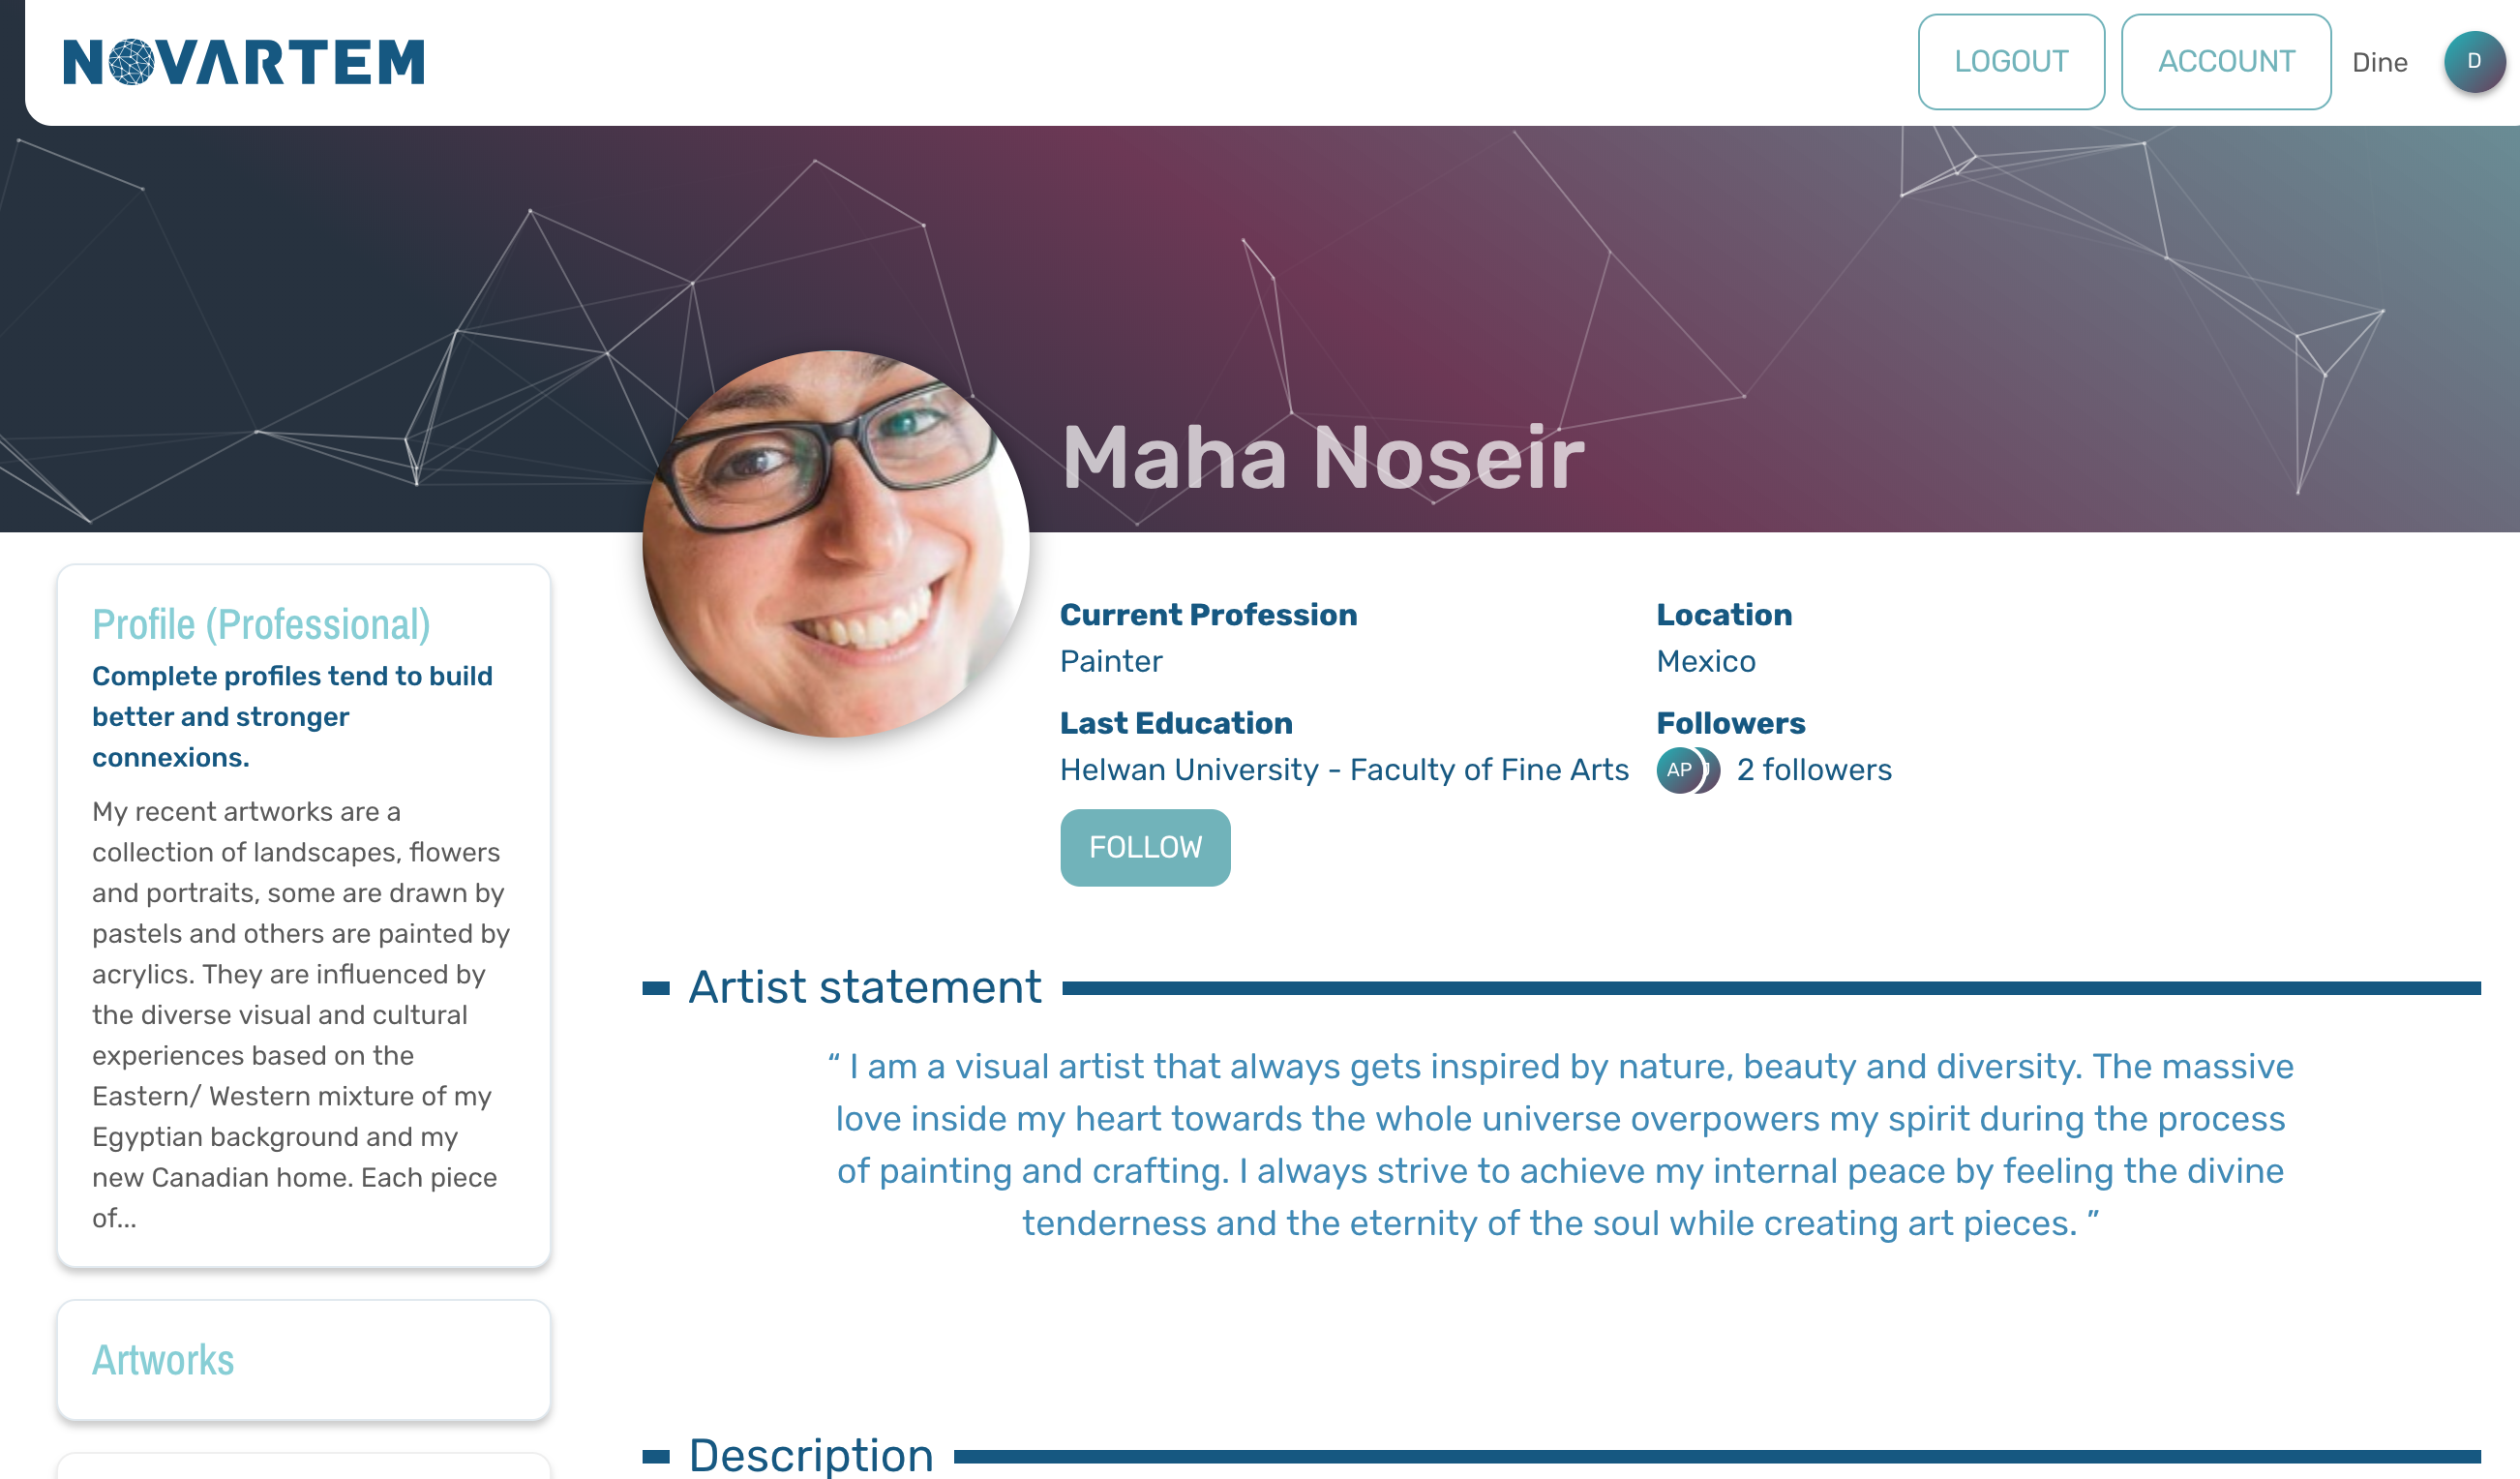 NOVARTEM
LOGOUT
ACCOUNT
Dine
D
Maha Noseir
Profile (Professional)
Complete profiles tend to build
better and stronger
connexions.
My recent artworks are a
collection of landscapes, flowers
and portraits, some are drawn by
pastels and others are painted by
acrylics. They are influenced by
the diverse visual and cultural
experiences based on the
Eastern/ Western mixture of my
Egyptian background and my
new Canadian home. Each piece
of...
Artworks
Current Profession
Painter
Location
Mexico
Last Education
Helwan University - Faculty of Fine Arts
Followers
AP
2 followers
FOLLOW
Artist statement
“ I am a visual artist that always gets inspired by nature, beauty and diversity. The massive
love inside my heart towards the whole universe overpowers my spirit during the process
of painting and crafting. I always strive to achieve my internal peace by feeling the divine
tenderness and the eternity of the soul while creating art pieces. ”
Description